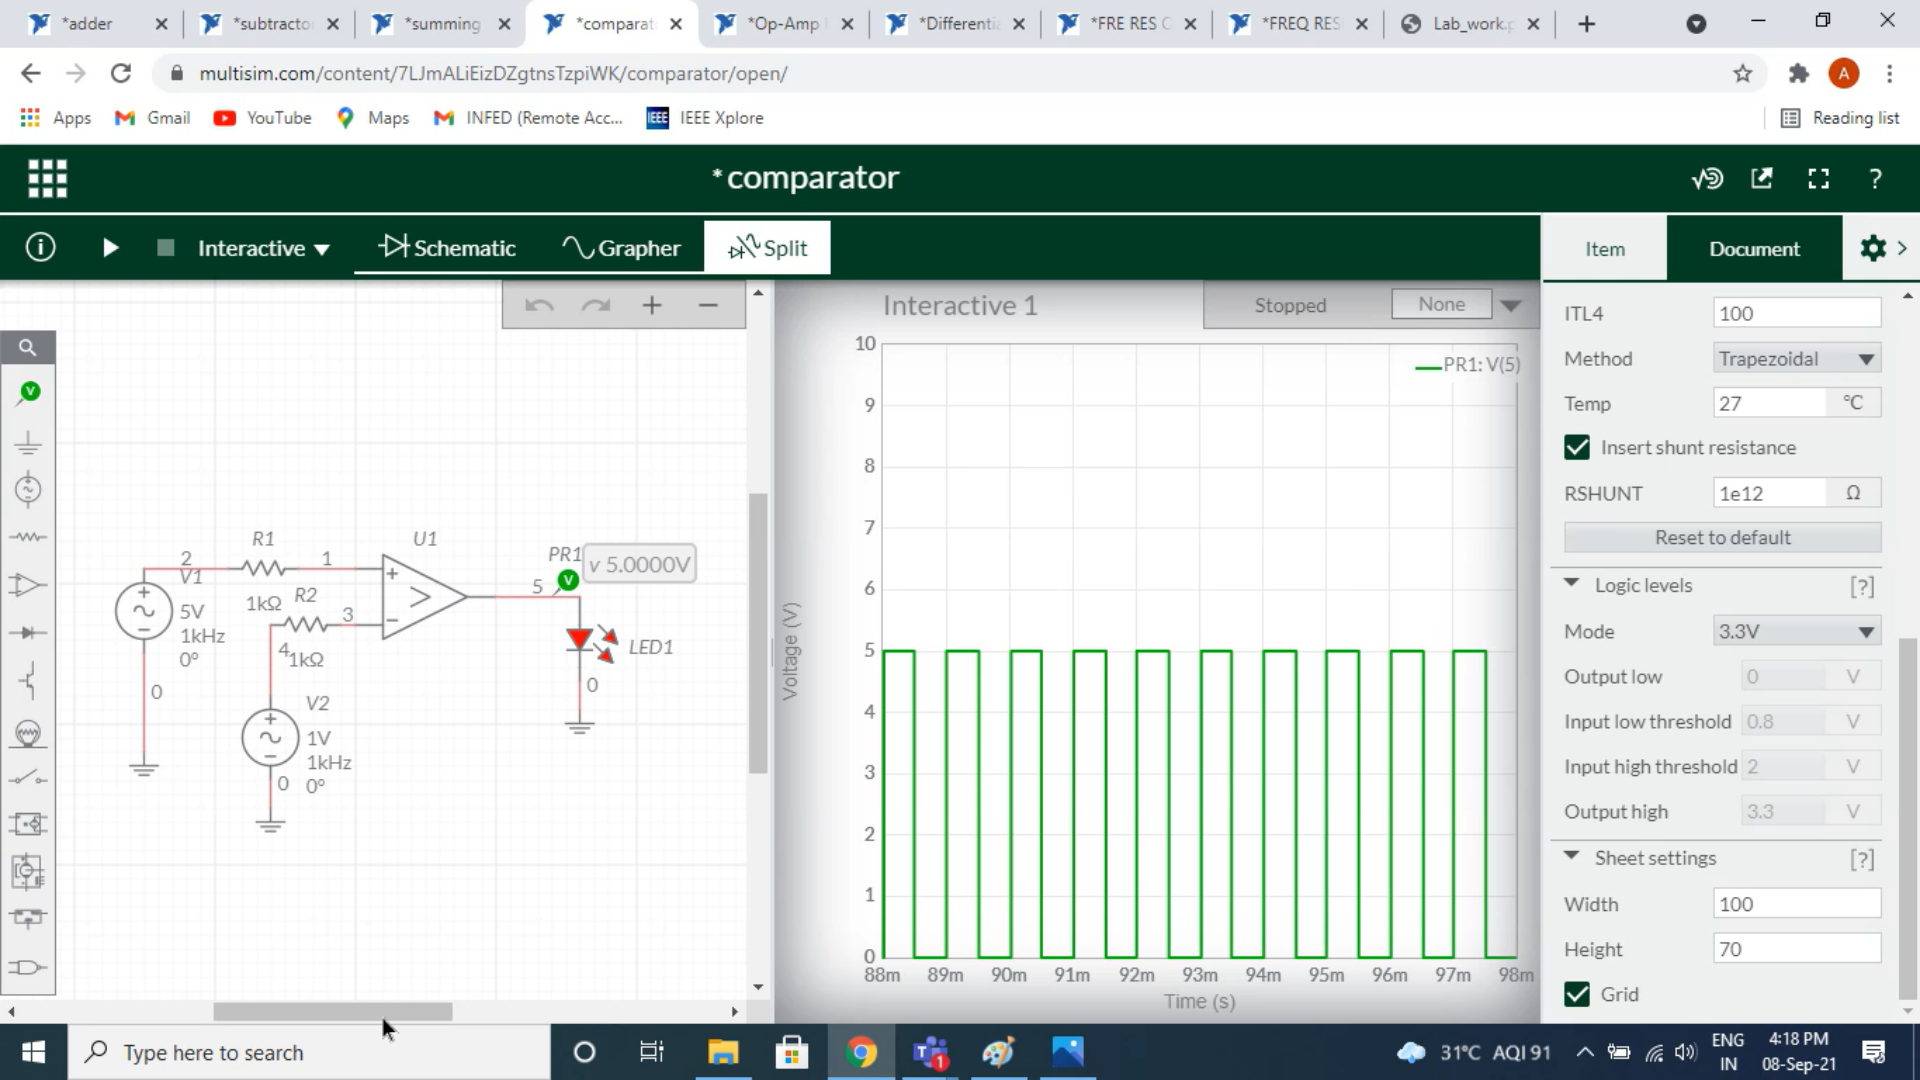 *adder
*subtracto
*summing
*comparat
*Op-Amp
*Differenti
*FRE RES C
*FREQ RES
Lab_work.p
multisim.com/content/7LJmALiEizDZgtnsTzpiWK/comparator/open/
A
Apps
Gmail
YouTube
Maps
INFED (Remote Acc...
IEEE
IEEE Xplore
Reading list
*comparator
?
Interactive
Schematic
Grapher
Split
Item
Document
Interactive 1
Stopped
None
PR1: V(5)
10
9
8
7
6
5
4
3
2
1
0
Voltage (V)
88m
89m
90m
91m
92m
93m
94m
95m
96m
97m
98m
Time (s)
V
R1
U1
2
1
V1
5V
1kHz
0°
0
1kΩ
R2
3
4
1kΩ
V2
1V
1kHz
0
0°
5
PR1
V
v 5.0000V
LED1
0
ITL4
100
Method
Trapezoidal
Temp
27
°C
Insert shunt resistance
RSHUNT
1e12
Ω
Reset to default
Logic levels
[?]
Mode
3.3V
Output low
0
V
Input low threshold
0.8
V
Input high threshold
2
V
Output high
3.3
V
Sheet settings
[?]
Width
100
Height
70
Grid
Type here to search
1
31°C AQI 91
ENG
IN
4:18 PM
08-Sep-21